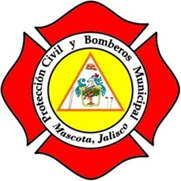 Protección Civil y Bomberos Municipal
Mascota, Jalisco